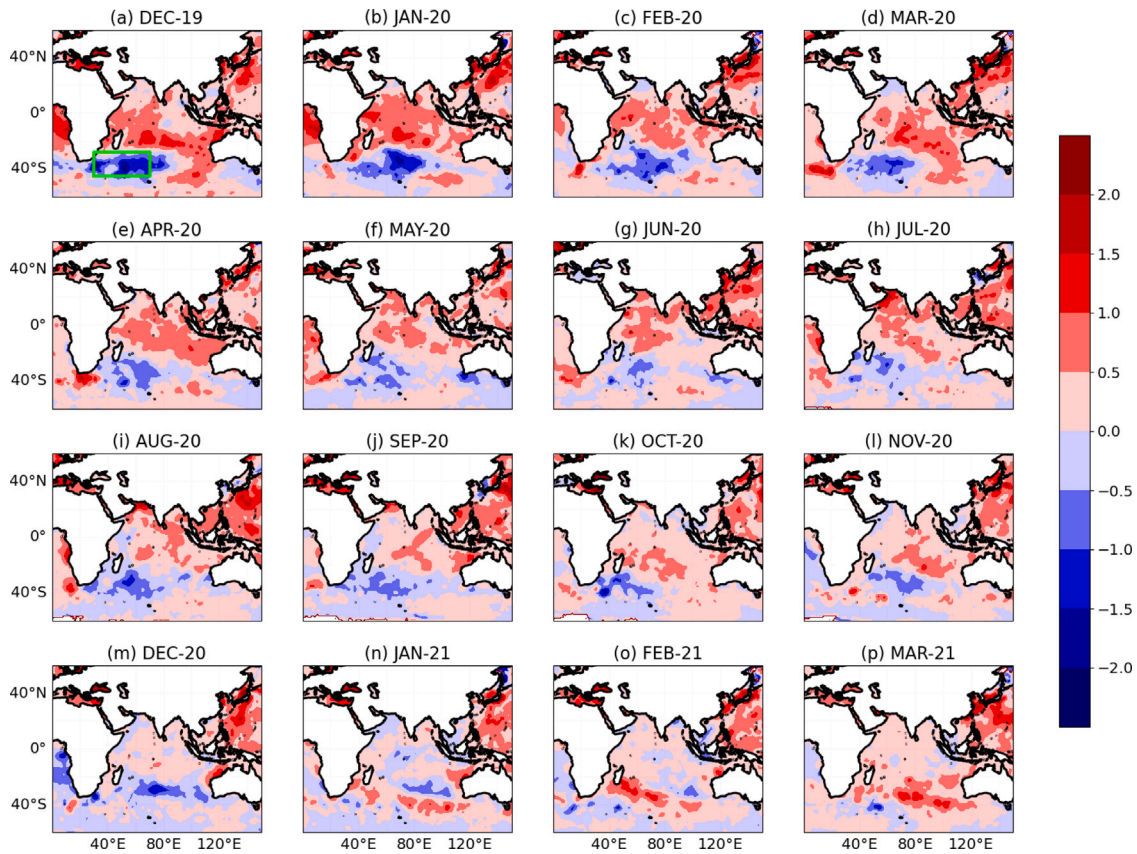 (a) DEC-19 (b) JAN-20 (c) FEB-20 (d) MAR-20
40°N
0°
40°S
(e) APR-20 (f) MAY-20 (g) JUN-20 (h) JUL-20
40°N
0°
40°S
(i) AUG-20 (j) SEP-20 (k) OCT-20 (l) NOV-20
40°N
0°
40°S
(m) DEC-20 (n) JAN-21 (o) FEB-21 (p) MAR-21
40°N
0°
40°S
40°E 80°E 120°E 40°E 80°E 120°E 40°E 80°E 120°E 40°E 80°E 120°E
2.0
1.5
1.0
0.5
0.0
−0.5
−1.0
−1.5
−2.0